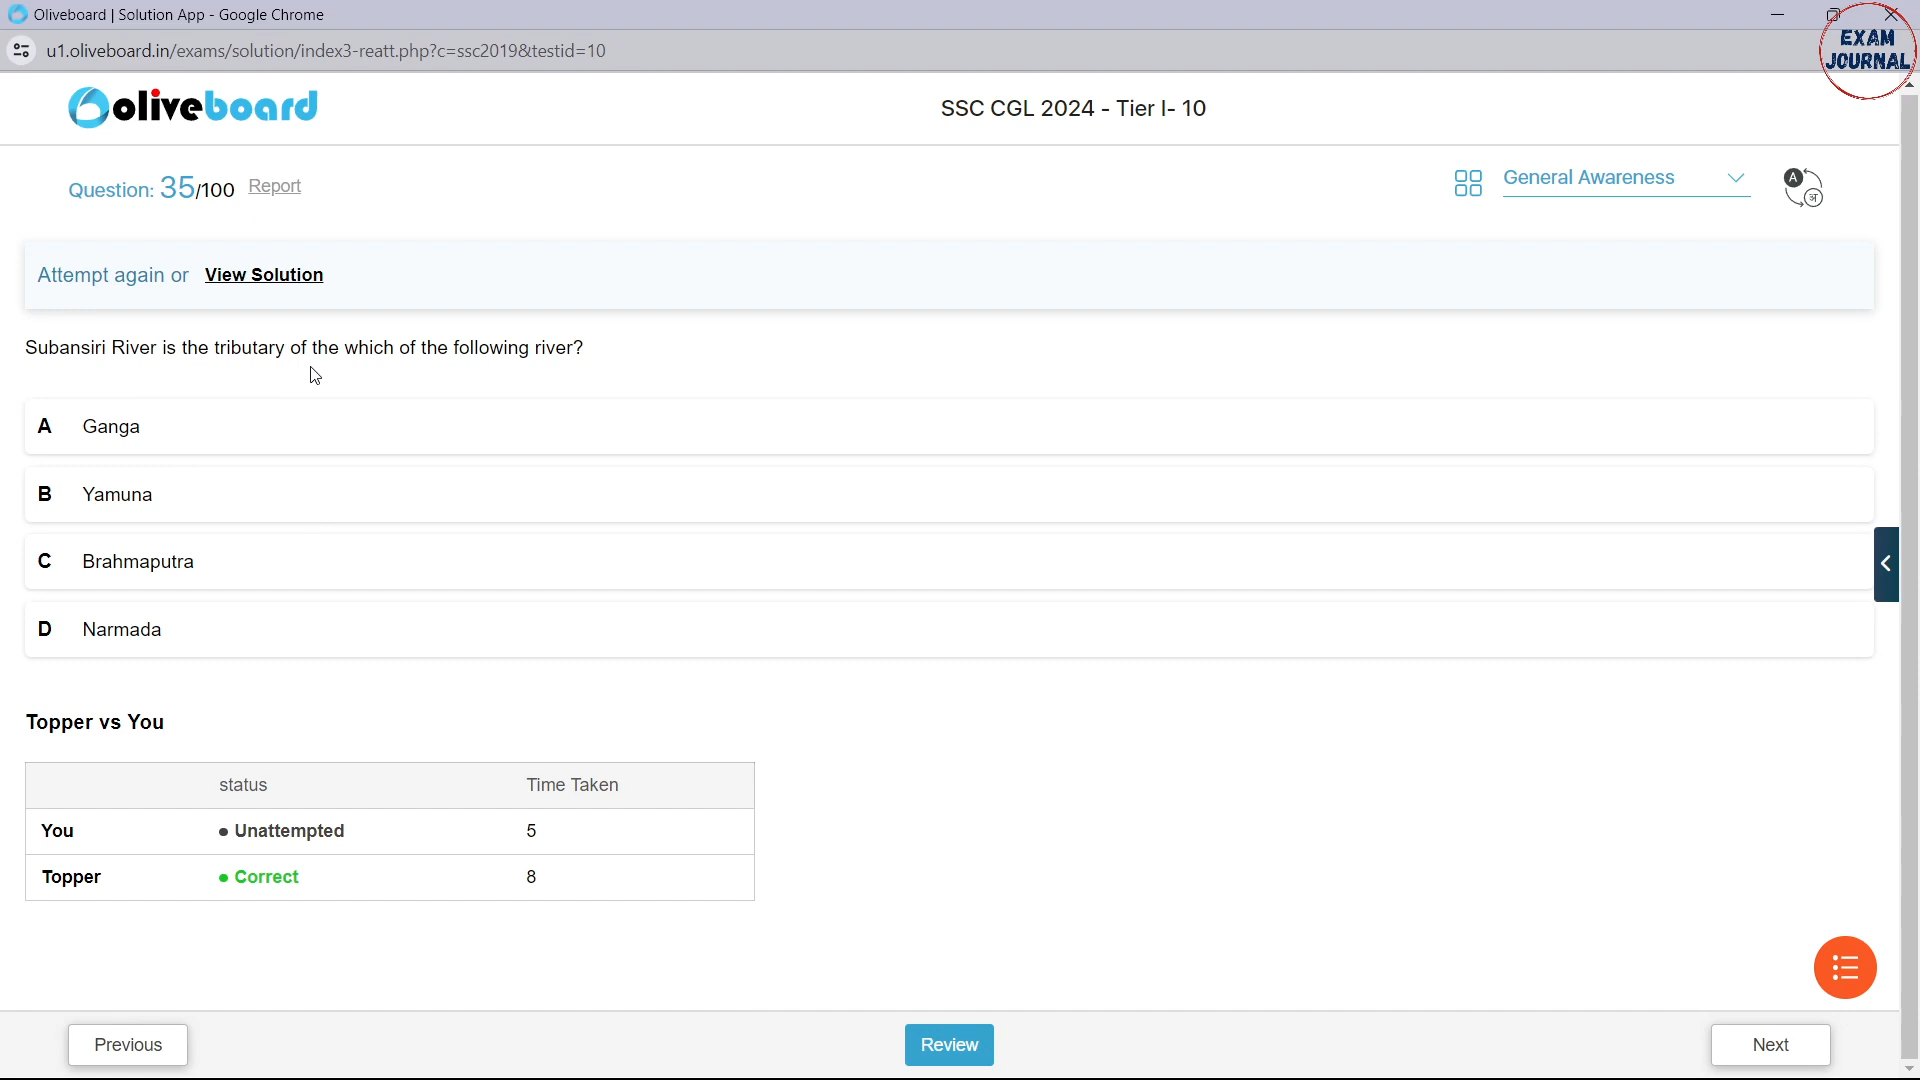 Oliveboard | Solution App - Google Chrome
u1.oliveboard.in/exams/solution/index3-reatt.php?c=ssc2019&testid=10
EXAM
JOURNAL
oliveboard
SSC CGL 2024 - Tier I- 10
Question: 35/100 Report
General Awareness
A
अ
Attempt again or View Solution
Subansiri River is the tributary of the which of the following river?
A Ganga
B Yamuna
C Brahmaputra
D Narmada
Topper vs You
status Time Taken
You Unattempted 5
Topper Correct 8
Previous Review Next